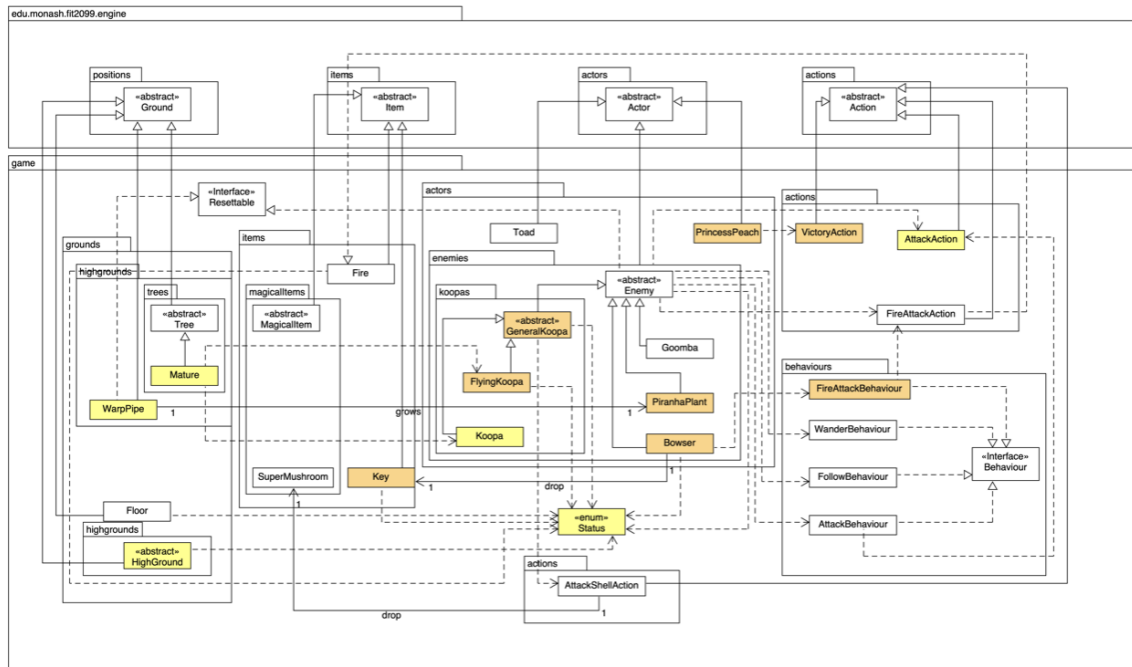 edu.monash.fit2099.engine
positions
«abstract»
Ground
items
«abstract»
Item
actors
«abstract»
Actor
actions
«abstract»
Action
game
«Interface»
Resettable
actors
Toad
PrincessPeach
actions
VictoryAction
AttackAction
FireAttackAction
grounds
highgrounds
trees
«abstract»
Tree
Mature
WarpPipe
1
grows
1
items
Fire
magicalItems
«abstract»
MagicalItem
SuperMushroom
1
Key
1
drop
1
enemies
«abstract»
Enemy
koopas
«abstract»
GeneralKoopa
FlyingKoopa
Koopa
Goomba
PiranhaPlant
Bowser
behaviours
FireAttackBehaviour
WanderBehaviour
FollowBehaviour
AttackBehaviour
«Interface»
Behaviour
Floor
highgrounds
«abstract»
HighGround
«enum»
Status
actions
AttackShellAction
1
drop